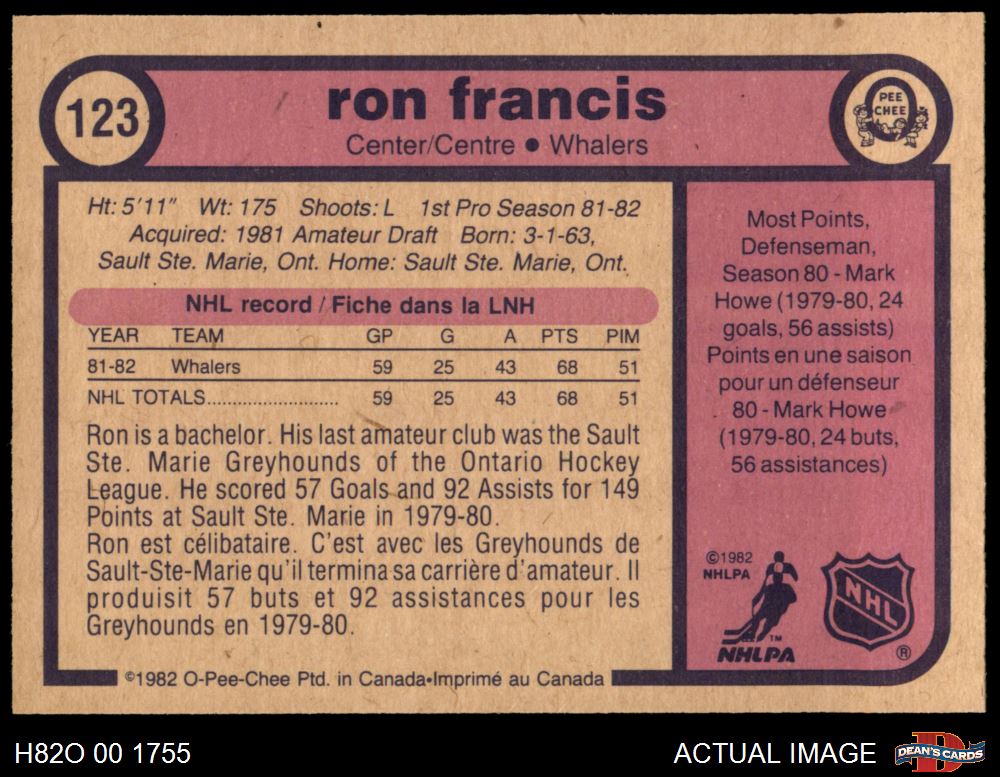 123
ron francis
Center/Centre • Whalers
O
PEE
CHEE
Ht: 5'11" Wt: 175 Shoots: L 1st Pro Season 81-82
Acquired: 1981 Amateur Draft Born: 3-1-63,
Sault Ste. Marie, Ont. Home: Sault Ste. Marie, Ont.
NHL record / Fiche dans la LNH
YEAR TEAM GP G A PTS PIM
81-82 Whalers 59 25 43 68 51
NHL TOTALS........................ 59 25 43 68 51
Ron is a bachelor. His last amateur club was the Sault
Ste. Marie Greyhounds of the Ontario Hockey
League. He scored 57 Goals and 92 Assists for 149
Points at Sault Ste. Marie in 1979-80.
Ron est célibataire. C'est avec les Greyhounds de
Sault-Ste-Marie qu'il termina sa carrière d'amateur. Il
produisit 57 buts et 92 assistances pour les
Greyhounds en 1979-80.
©1982 O-Pee-Chee Ptd. in Canada•Imprimé au Canada
Most Points,
Defenseman,
Season 80 - Mark
Howe (1979-80, 24
goals, 56 assists)
Points en une saison
pour un défenseur
80 - Mark Howe
(1979-80, 24 buts,
56 assistances)
©1982
NHLPA
TM
NHLPA
NHL
®
H82O 00 1755
ACTUAL IMAGE
D
DEAN'S CARDS